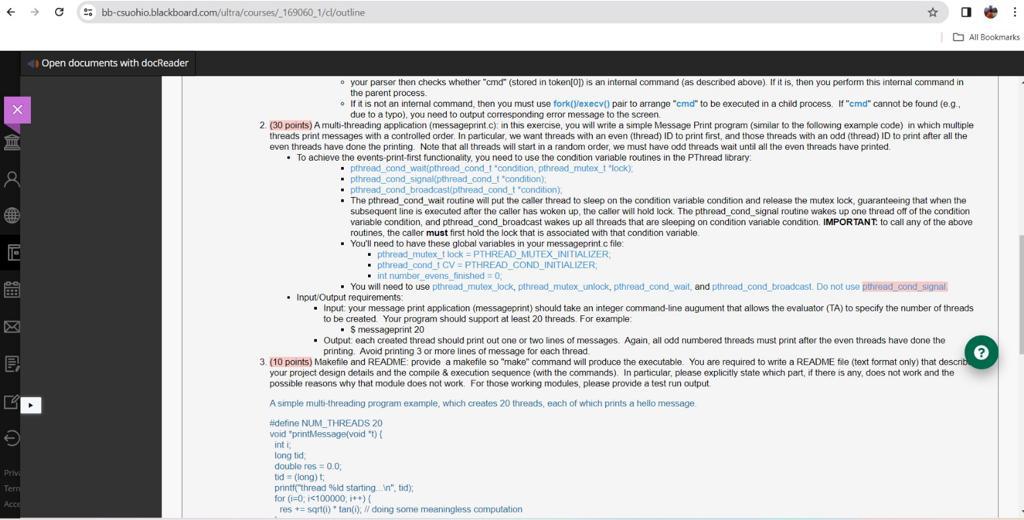 bb-csuohio.blackboard.com/ultra/courses/_169060_1/cl/outline
All Bookmarks
Open documents with docReader
◦ your parser then checks whether "cmd" (stored in token[0]) is an internal command (as described above). If it is, then you perform this internal command in
the parent process.
◦ If it is not an internal command, then you must use fork()/execv() pair to arrange "cmd" to be executed in a child process. If "cmd" cannot be found (e.g.,
due to a typo), you need to output corresponding error message to the screen.
2. (30 points) A multi-threading application (messageprint.c): in this exercise, you will write a simple Message Print program (similar to the following example code) in which multiple
threads print messages with a controlled order. In particular, we want threads with an even (thread) ID to print first, and those threads with an odd (thread) ID to print after all the
even threads have done the printing. Note that all threads will start in a random order, we must have odd threads wait until all the even threads have printed.
• To achieve the events-print-first functionality, you need to use the condition variable routines in the PThread library:
▪ pthread_cond_wait(pthread_cond_t *condition, pthread_mutex_t *lock);
▪ pthread_cond_signal(pthread_cond_t *condition);
▪ pthread_cond_broadcast(pthread_cond_t *condition);
▪ The pthread_cond_wait routine will put the caller thread to sleep on the condition variable condition and release the mutex lock, guaranteeing that when the
subsequent line is executed after the caller has woken up, the caller will hold lock. The pthread_cond_signal routine wakes up one thread off of the condition
variable condition, and pthread_cond_broadcast wakes up all threads that are sleeping on condition variable condition. IMPORTANT: to call any of the above
routines, the caller must first hold the lock that is associated with that condition variable.
▪ You'll need to have these global variables in your messageprint.c file:
▪ pthread_mutex_t lock = PTHREAD_MUTEX_INITIALIZER;
▪ pthread_cond_t CV = PTHREAD_COND_INITIALIZER;
▪ int number_evens_finished = 0;
▪ You will need to use pthread_mutex_lock, pthread_mutex_unlock, pthread_cond_wait, and pthread_cond_broadcast. Do not use pthread_cond_signal.
• Input/Output requirements:
▪ Input: your message print application (messageprint) should take an integer command-line augument that allows the evaluator (TA) to specify the number of threads
to be created. Your program should support at least 20 threads. For example:
▪ $ messageprint 20
▪ Output: each created thread should print out one or two lines of messages. Again, all odd numbered threads must print after the even threads have done the
printing. Avoid printing 3 or more lines of message for each thread.
3. (10 points) Makefile and README: provide a makefile so "make" command will produce the executable. You are required to write a README file (text format only) that describ
your project design details and the compile & execution sequence (with the commands). In particular, please explicitly state which part, if there is any, does not work and the
possible reasons why that module does not work. For those working modules, please provide a test run output.
A simple multi-threading program example, which creates 20 threads, each of which prints a hello message.
#define NUM_THREADS 20
void *printMessage(void *t) {
int i;
long tid;
double res = 0.0;
tid = (long) t;
printf("thread %ld starting...\n", tid);
for (i=0; i<100000; i++) {
res += sqrt(i) * tan(i); // doing some meaningless computation
Priva
Term
Acce